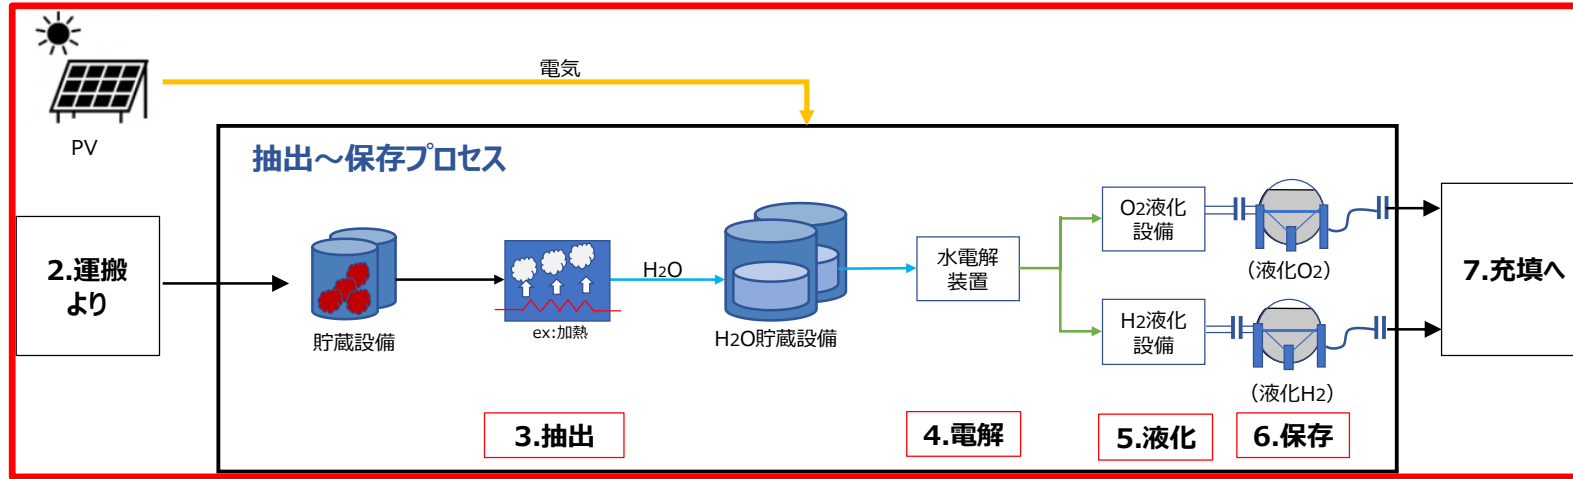 電気
PV
抽出～保存プロセス
2.運搬
より
貯蔵設備
ex:加熱
H2O
H2O貯蔵設備
水電解
装置
O2液化
設備
（液化O2）
H2液化
設備
（液化H2）
7.充填へ
3.抽出
4.電解
5.液化
6.保存